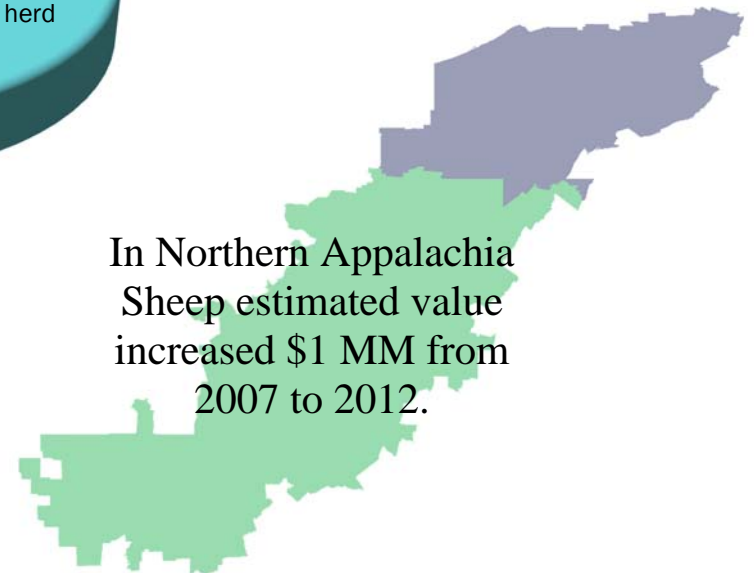 herd
In Northern Appalachia
Sheep estimated value
increased $1 MM from
2007 to 2012.